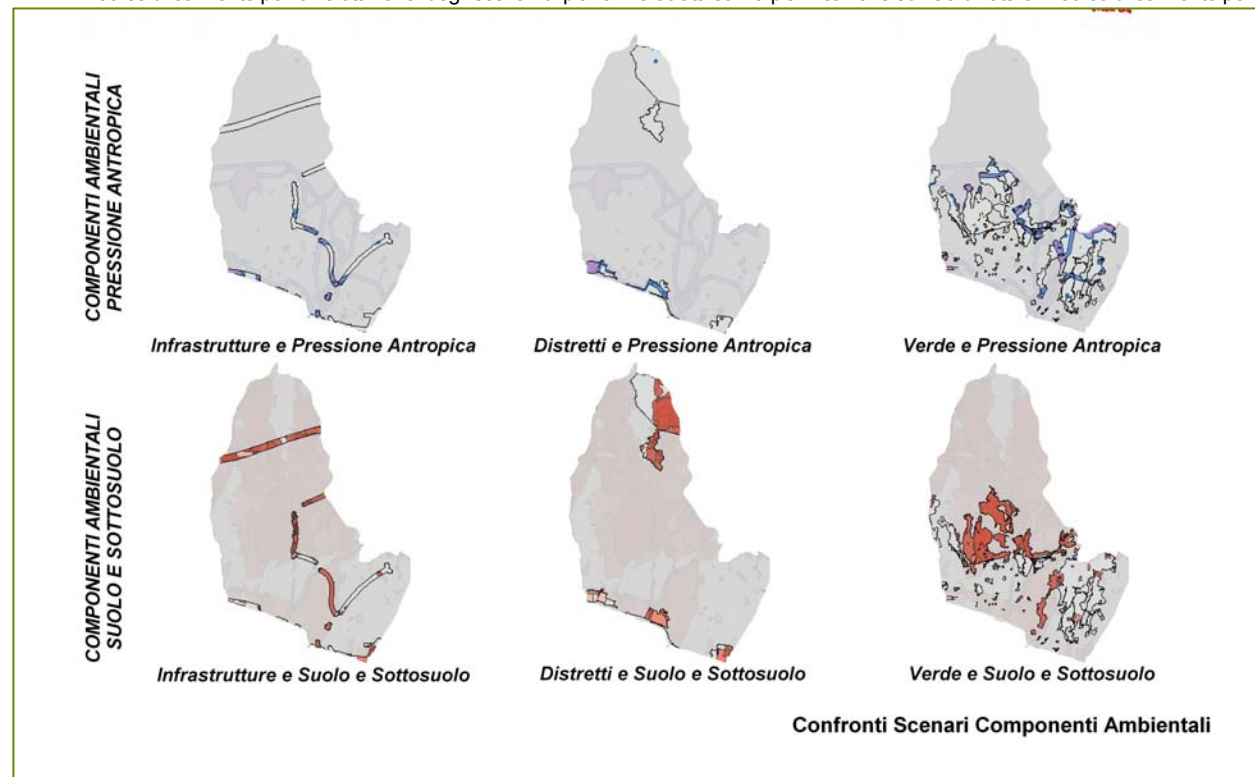 COMPONENTI AMBIENTALI
PRESSIONE ANTROPICA
Infrastrutture e Pressione Antropica
Distretti e Pressione Antropica
Verde e Pressione Antropica
COMPONENTI AMBIENTALI
SUOLO E SOTTOSUOLO
Infrastrutture e Suolo e Sottosuolo
Distretti e Suolo e Sottosuolo
Verde e Suolo e Sottosuolo
Confronti Scenari Componenti Ambientali